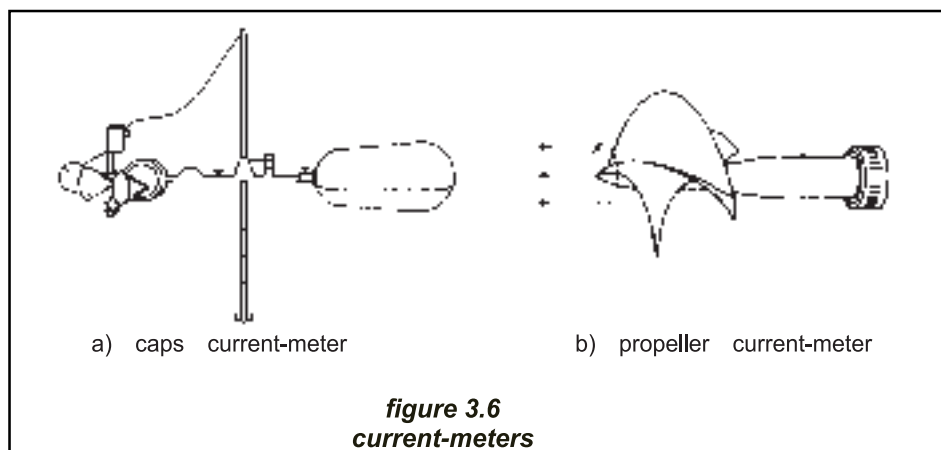 a) caps current-meter
b) propeller current-meter
figure 3.6
current-meters